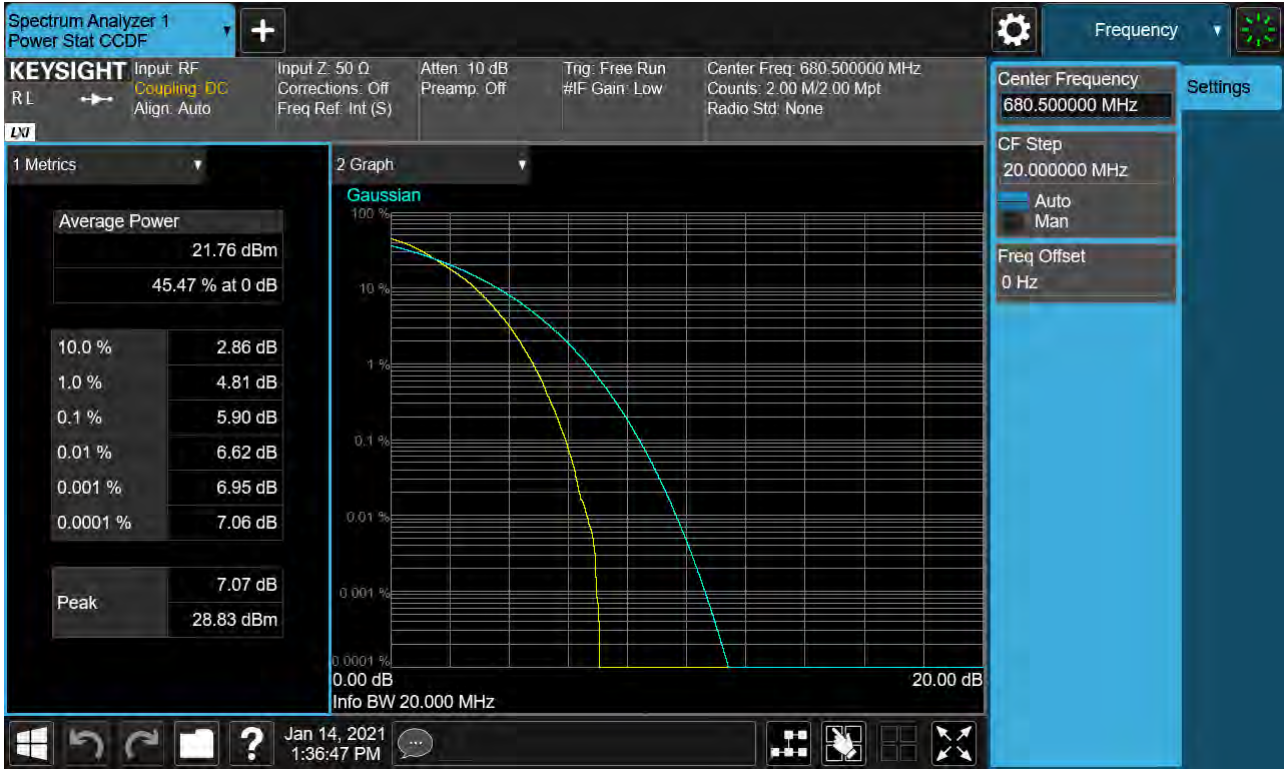 Spectrum Analyzer 1
Power Stat CCDF
+
Frequency
KEYSIGHT
R L
LXI
Input: RF
Coupling: DC
Align: Auto
Input Z: 50 Ω
Corrections: Off
Freq Ref: Int (S)
Atten: 10 dB
Preamp: Off
Trig: Free Run
#IF Gain: Low
Center Freq: 680.500000 MHz
Counts: 2.00 M/2.00 Mpt
Radio Std: None
Center Frequency
680.500000 MHz
Settings
CF Step
20.000000 MHz
Auto
Man
Freq Offset
0 Hz
1 Metrics
Average Power
21.76 dBm
45.47 % at 0 dB
10.0 % 2.86 dB
1.0 % 4.81 dB
0.1 % 5.90 dB
0.01 % 6.62 dB
0.001 % 6.95 dB
0.0001 % 7.06 dB
Peak
7.07 dB
28.83 dBm
2 Graph
Gaussian
100 %
10 %
1 %
0.1 %
0.01 %
0.001 %
0.0001 %
0.00 dB 20.00 dB
Info BW 20.000 MHz
?
Jan 14, 2021
1:36:47 PM